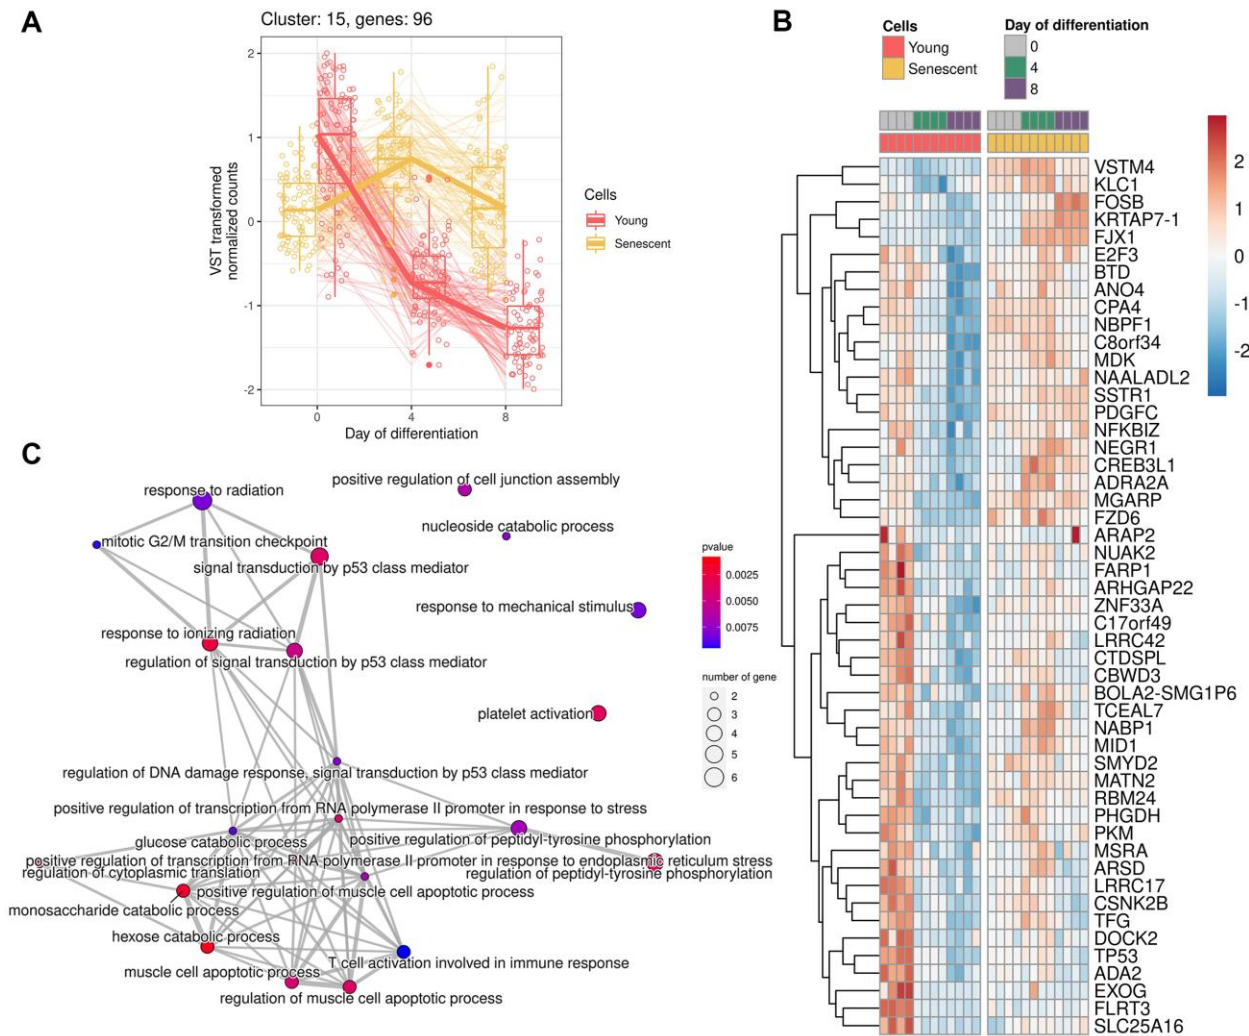 A
Cluster: 15, genes: 96
2
1
0
-1
-2
VST transformed
normalized counts
0
4
8
Day of differentiation
Cells
Young
Senescent
B
Cells
Young
Senescent
Day of differentiation
0
4
8
2
1
0
-1
-2
VSTM4
KLC1
FOSB
KRTAP7-1
FJX1
E2F3
BTD
ANO4
CPA4
NBPF1
C8orf34
MDK
NAALADL2
SSTR1
PDGFC
NFKBIZ
NEGR1
CREB3L1
ADRA2A
MGARP
FZD6
ARAP2
NUAK2
FARP1
ARHGAP22
ZNF33A
C17orf49
LRRC42
CTDSPL
CBWD3
BOLA2-SMG1P6
TCEAL7
NABP1
MID1
SMYD2
MATN2
RBM24
PHGDH
PKM
MSRA
ARSD
LRRC17
CSNK2B
TFG
DOCK2
TP53
ADA2
EXOG
FLRT3
SLC25A16
C
response to radiation
positive regulation of cell junction assembly
nucleoside catabolic process
mitotic G2/M transition checkpoint
signal transduction by p53 class mediator
response to mechanical stimulus
response to ionizing radiation
regulation of signal transduction by p53 class mediator
platelet activation
regulation of DNA damage response, signal transduction by p53 class mediator
positive regulation of transcription from RNA polymerase II promoter in response to stress
glucose catabolic process
positive regulation of peptidyl-tyrosine phosphorylation
positive regulation of transcription from RNA polymerase II promoter in response to endoplasmic reticulum stress
regulation of cytoplasmic translation
regulation of peptidyl-tyrosine phosphorylation
positive regulation of muscle cell apoptotic process
monosaccharide catabolic process
hexose catabolic process
T cell activation involved in immune response
muscle cell apoptotic process
regulation of muscle cell apoptotic process
pvalue
0.0025
0.0050
0.0075
number of gene
2
3
4
5
6